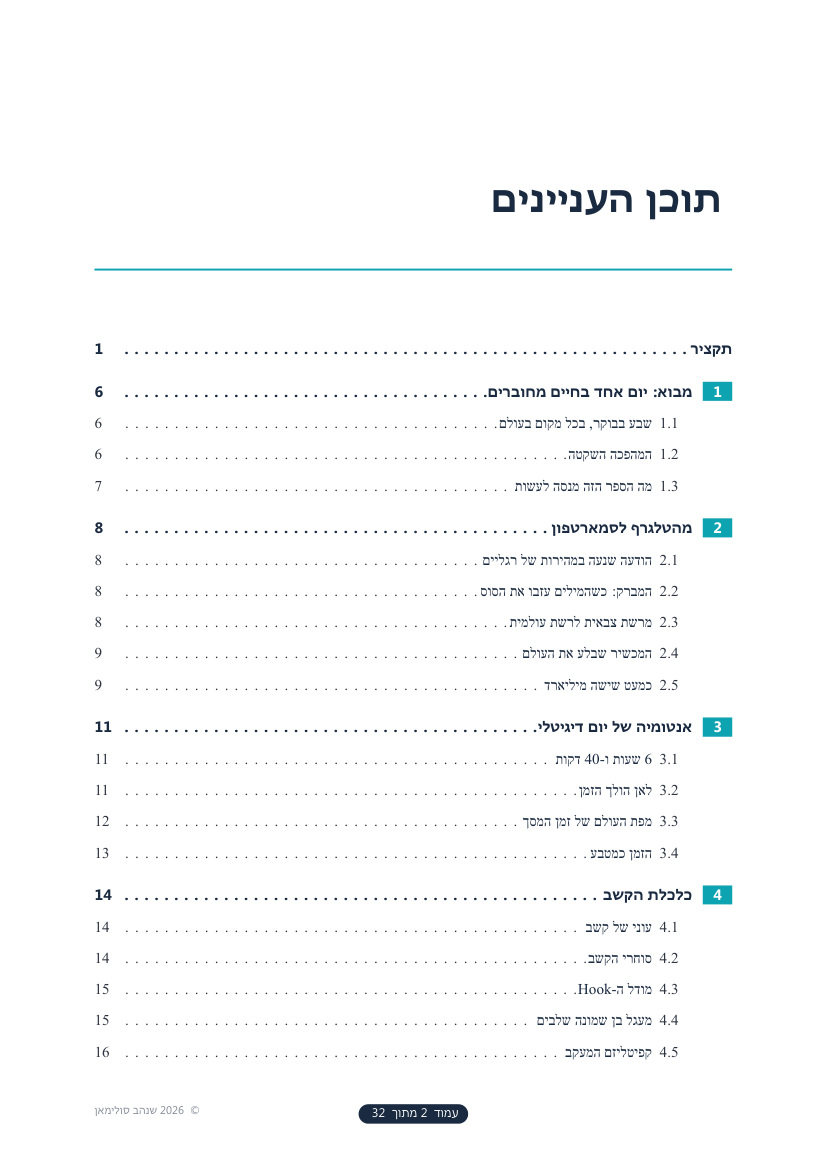 תוכן העניינים
תקציר . . . . . . . . . . . . . . . . . . . . . . . . . . . . . . 1
1 מבוא: יום אחד בחיים מחוברים . . . . . . . . . . . . . . . . . . . . 6
1.1 שבע בבוקר, בכל מקום בעולם . . . . . . . . . . . . . . . . . . . . 6
1.2 המהפכה השקטה . . . . . . . . . . . . . . . . . . . . 6
1.3 מה הספר הזה מנסה לעשות . . . . . . . . . . . . . . . . . . . . 7
2 מהטלגרף לסמארטפון . . . . . . . . . . . . . . . . . . . . 8
2.1 הודעה שנעה במהירות של רגליים . . . . . . . . . . . . . . . . . . . . 8
2.2 המברק: כשהמילים עזבו את הסוס . . . . . . . . . . . . . . . . . . . . 8
2.3 מרשת צבאית לרשת עולמית . . . . . . . . . . . . . . . . . . . . 8
2.4 המכשיר שבלע את העולם . . . . . . . . . . . . . . . . . . . . 9
2.5 כמעט שישה מיליארד . . . . . . . . . . . . . . . . . . . . 9
3 אנטומיה של יום דיגיטלי . . . . . . . . . . . . . . . . . . . . 11
3.1 6 שעות ו-40 דקות . . . . . . . . . . . . . . . . . . . . 11
3.2 לאן הולך הזמן . . . . . . . . . . . . . . . . . . . . 11
3.3 מפת העולם של זמן המסך . . . . . . . . . . . . . . . . . . . . 12
3.4 הזמן כמטבע . . . . . . . . . . . . . . . . . . . . 13
4 כלכלת הקשב . . . . . . . . . . . . . . . . . . . . 14
4.1 עוני של קשב . . . . . . . . . . . . . . . . . . . . 14
4.2 סוחרי הקשב . . . . . . . . . . . . . . . . . . . . 14
4.3 מודל ה-Hook . . . . . . . . . . . . . . . . . . . . 15
4.4 מעגל בן שמונה שלבים . . . . . . . . . . . . . . . . . . . . 15
4.5 קפיטליזם המעקב . . . . . . . . . . . . . . . . . . . . 16
עמוד 2 מתוך 32
© 2026 שנהב סולימאן